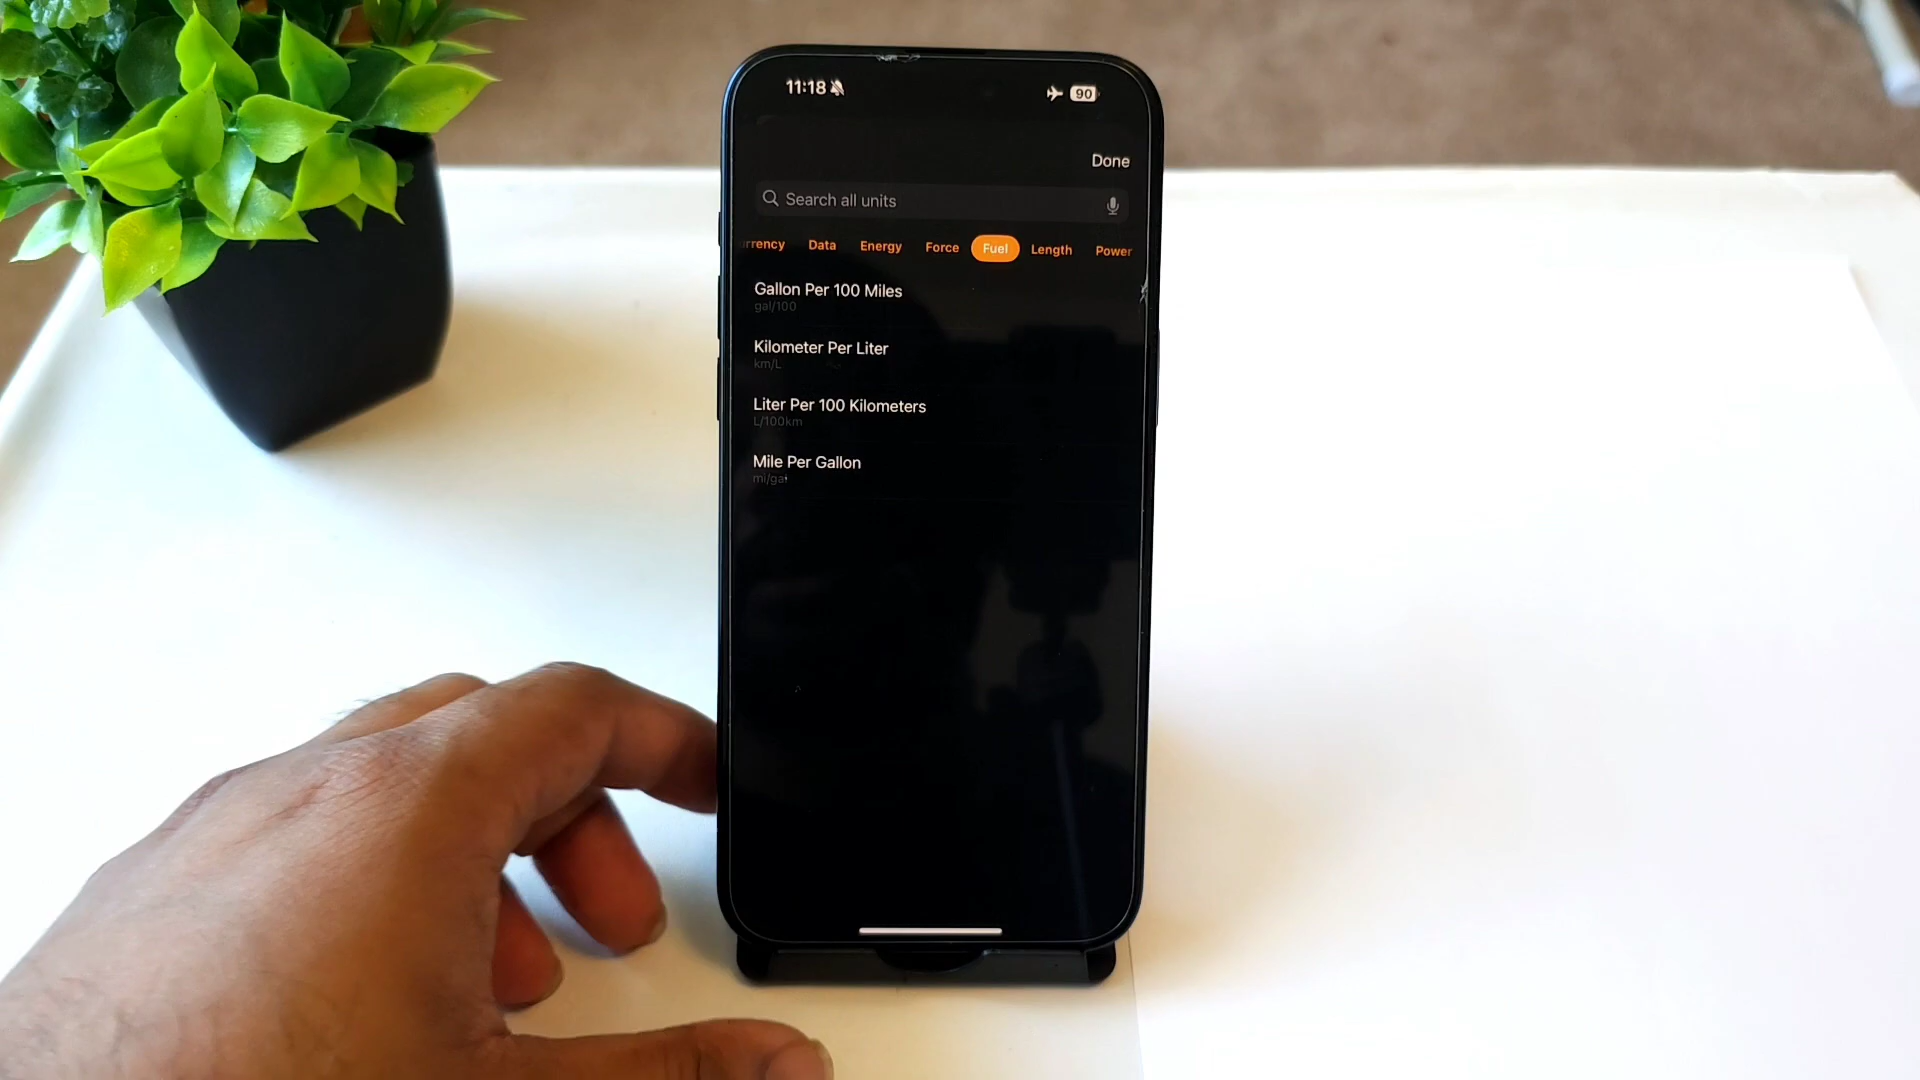 11:18
90
Done
Search all units
rrency Data Energy Force Fuel Length Power
Gallon Per 100 Miles
gal/100
Kilometer Per Liter
km/L
Liter Per 100 Kilometers
L/100km
Mile Per Gallon
mi/gal